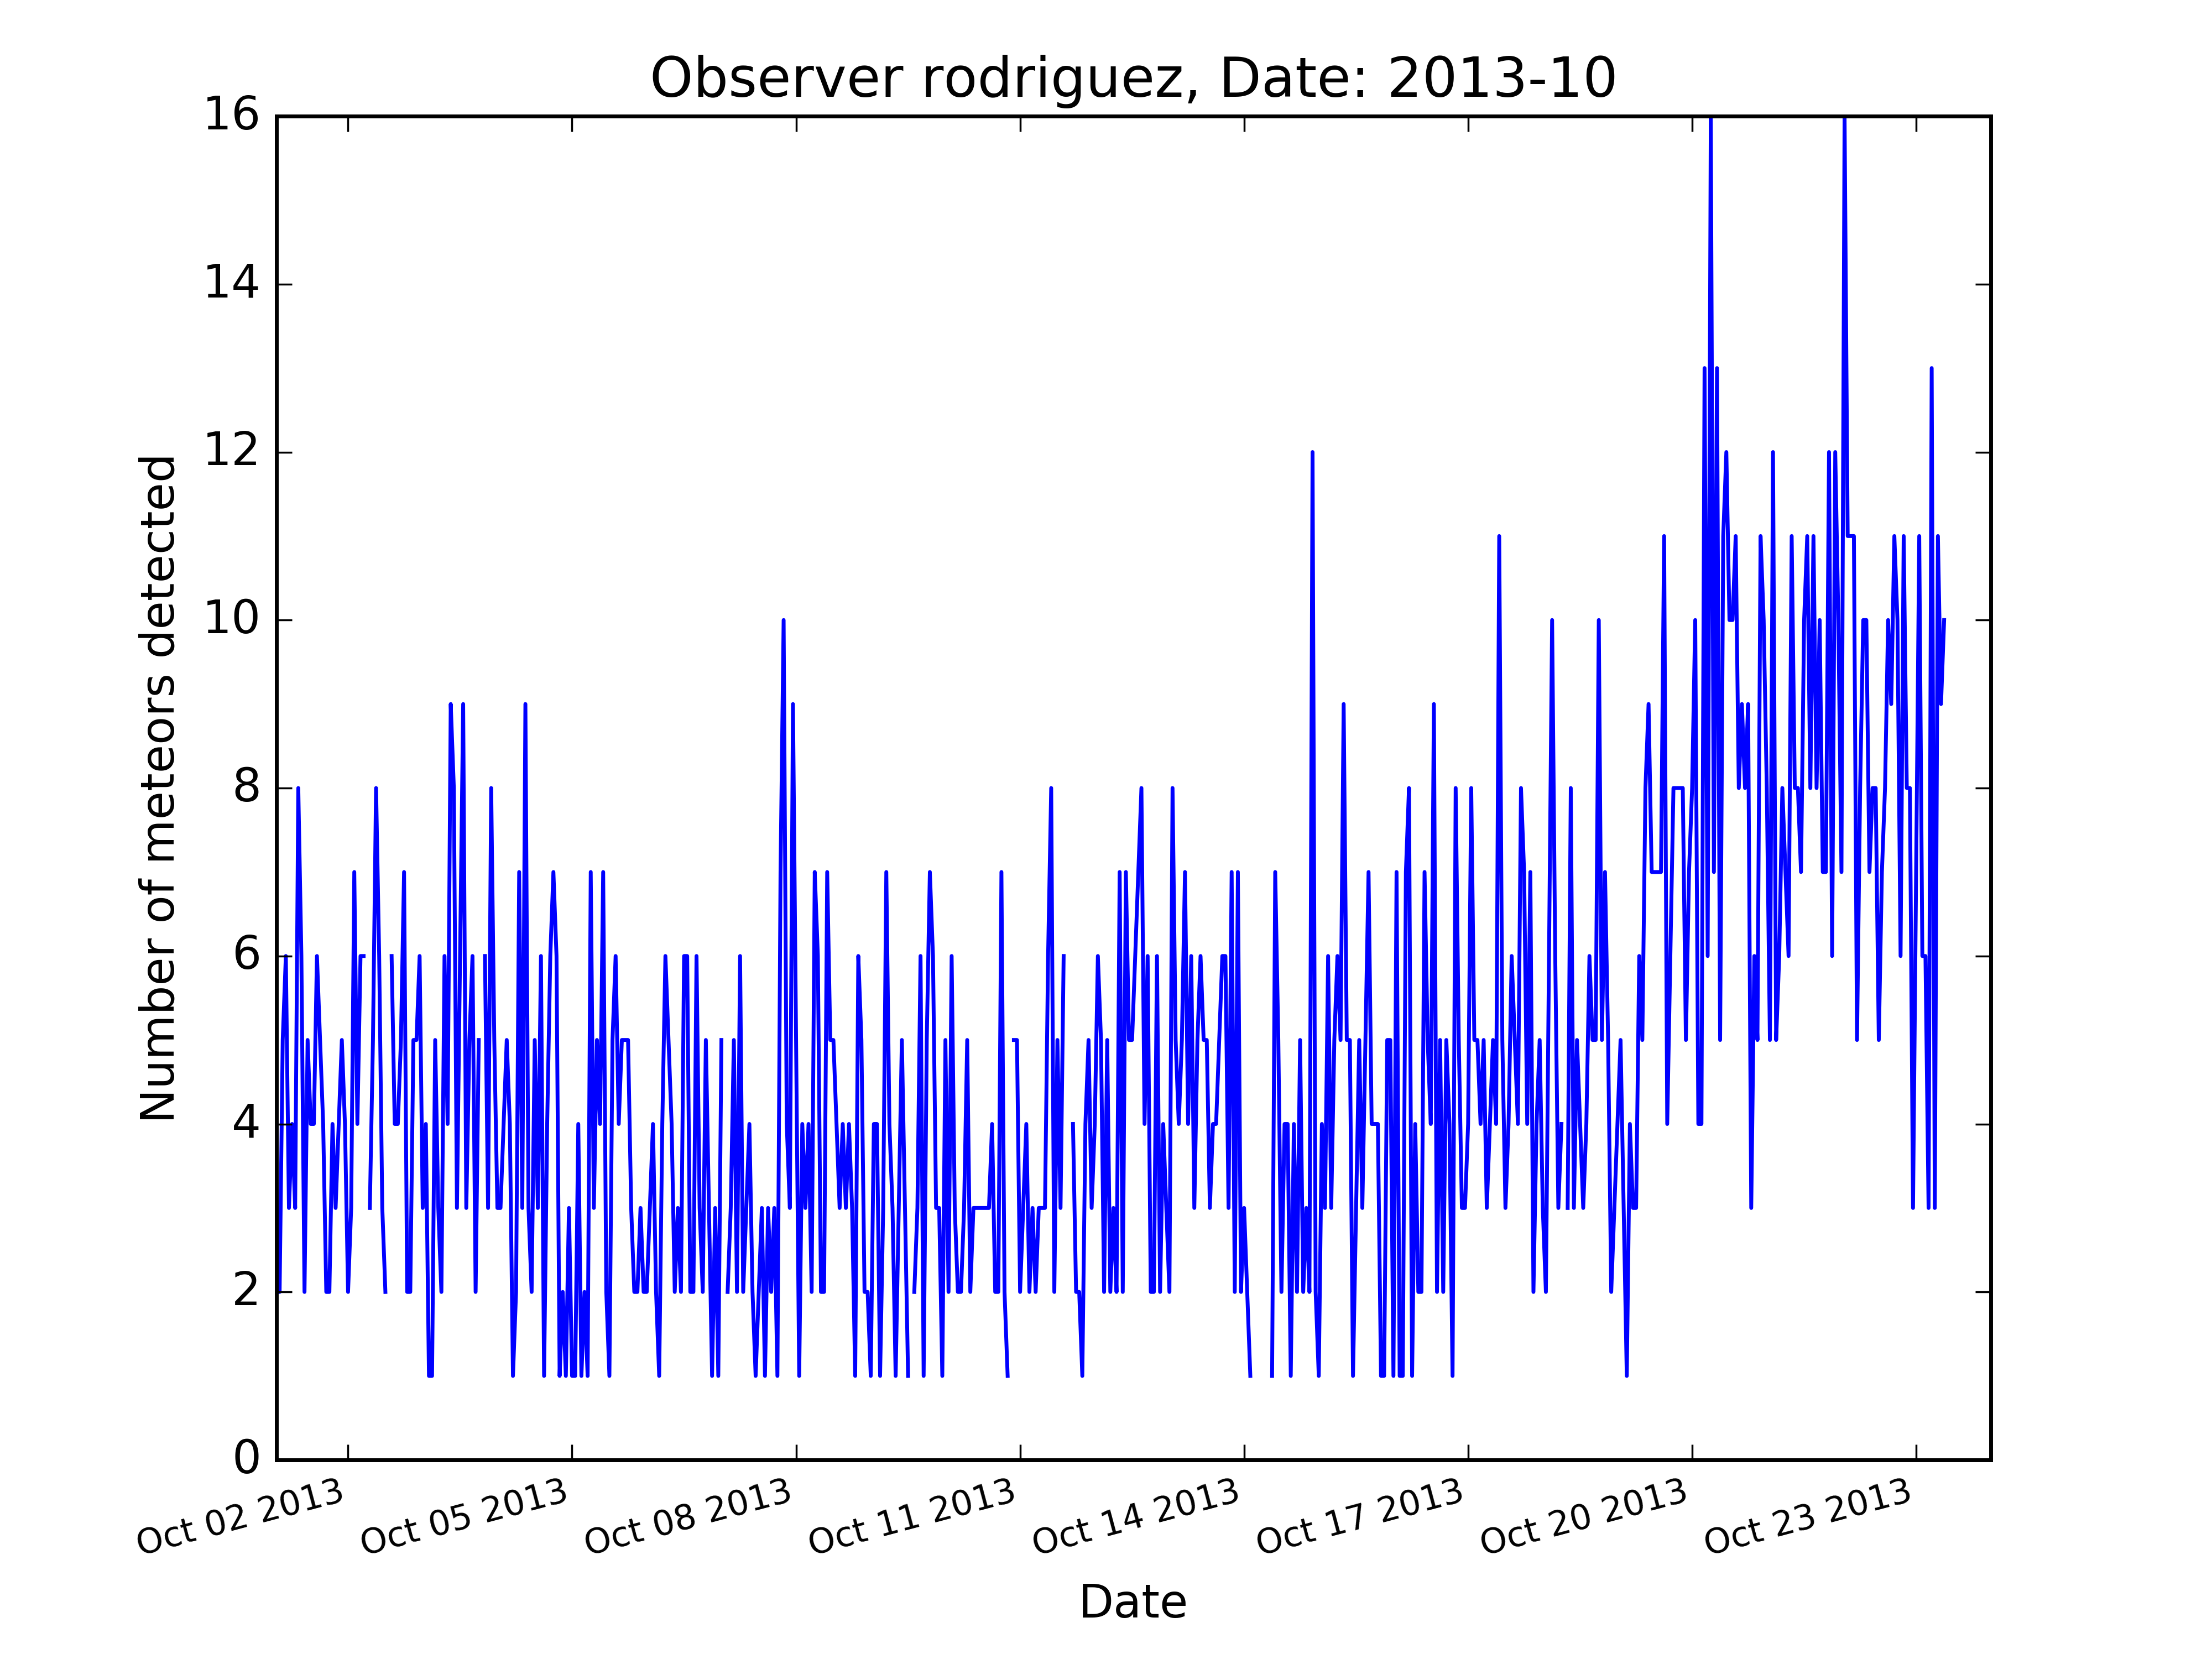 Observer rodriguez, Date: 2013-10
16
14
12
10
8
6
4
2
0
Number of meteors detected
Oct 02 2013
Oct 05 2013
Oct 08 2013
Oct 11 2013
Oct 14 2013
Oct 17 2013
Oct 20 2013
Oct 23 2013
Date